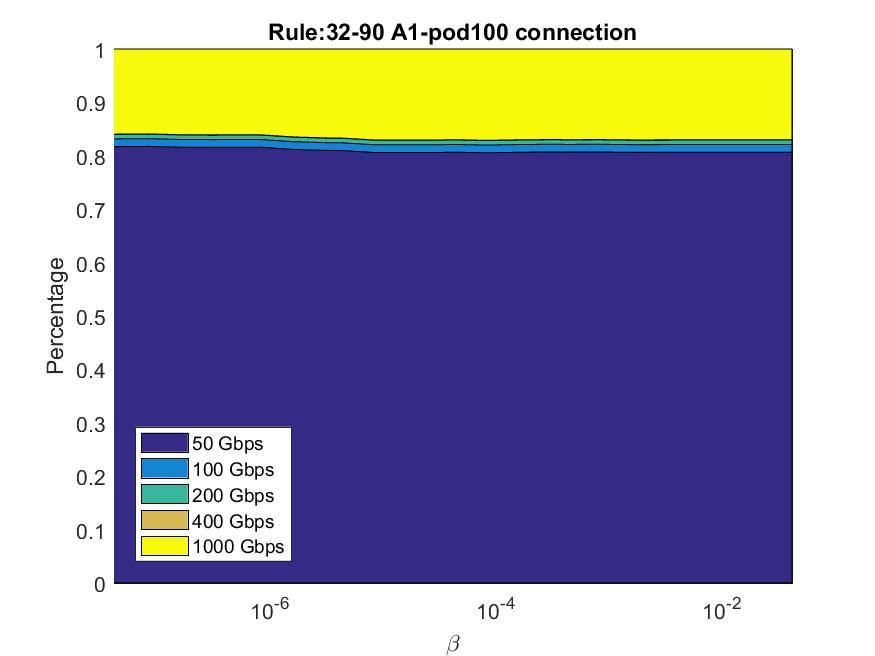 Rule:32-90 A1-pod100 connection
1
0.9
0.8
0.7
0.6
0.5
0.4
0.3
0.2
0.1
0
Percentage
50 Gbps
100 Gbps
200 Gbps
400 Gbps
1000 Gbps
10^-6
10^-4
10^-2
β